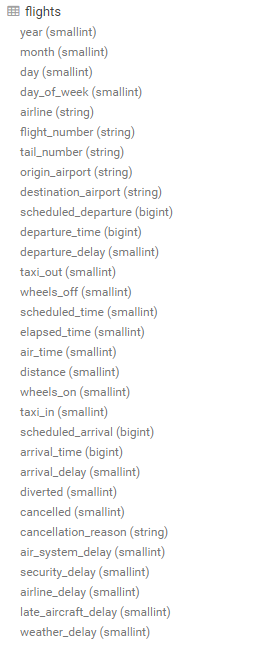 flights
year (smallint)
month (smallint)
day (smallint)
day_of_week (smallint)
airline (string)
flight_number (string)
tail_number (string)
origin_airport (string)
destination_airport (string)
scheduled_departure (bigint)
departure_time (bigint)
departure_delay (smallint)
taxi_out (smallint)
wheels_off (smallint)
scheduled_time (smallint)
elapsed_time (smallint)
air_time (smallint)
distance (smallint)
wheels_on (smallint)
taxi_in (smallint)
scheduled_arrival (bigint)
arrival_time (bigint)
arrival_delay (smallint)
diverted (smallint)
cancelled (smallint)
cancellation_reason (string)
air_system_delay (smallint)
security_delay (smallint)
airline_delay (smallint)
late_aircraft_delay (smallint)
weather_delay (smallint)